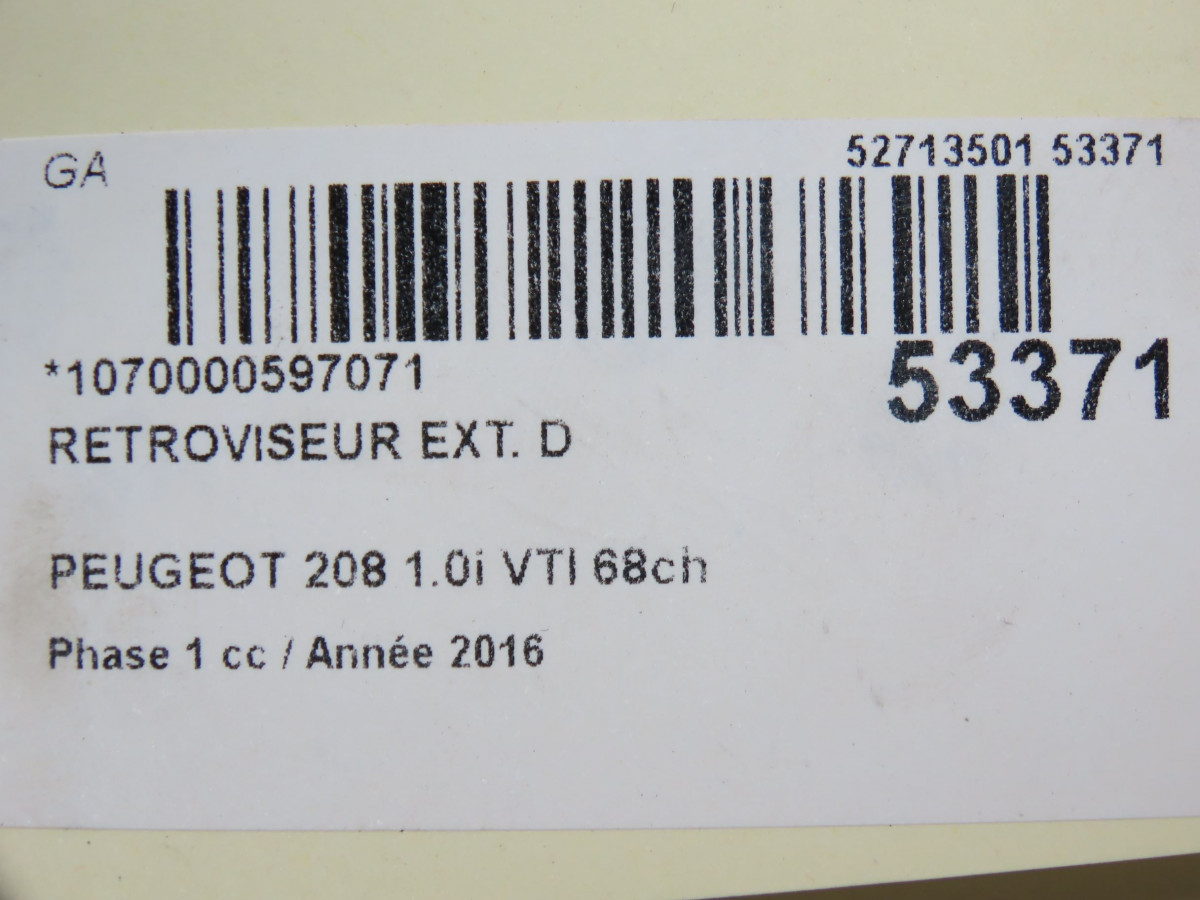 GA
52713501 53371
*1070000597071
53371
RETROVISEUR EXT. D
PEUGEOT 208 1.0i VTI 68ch
Phase 1 cc / Année 2016